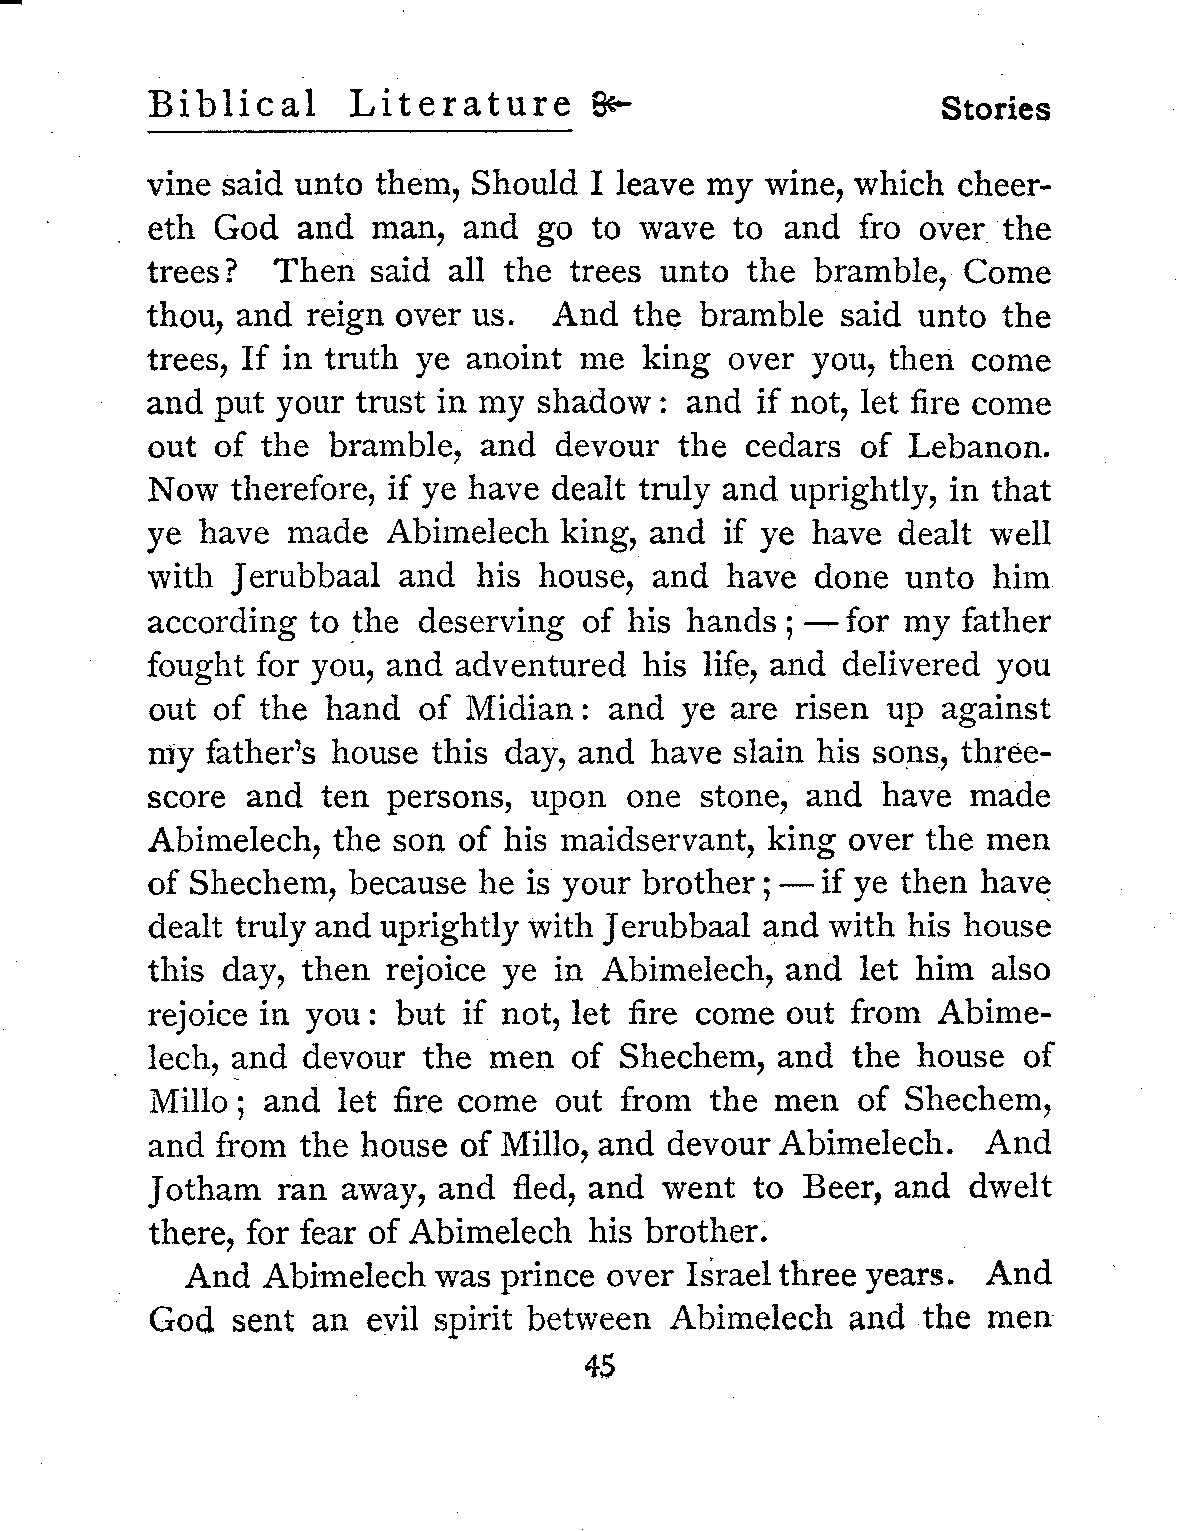 Biblical Literature Stories
vine said unto them, Should I leave my wine, which cheer-
eth God and man, and go to wave to and fro over the
trees? Then said all the trees unto the bramble, Come
thou, and reign over us. And the bramble said unto the
trees, If in truth ye anoint me king over you, then come
and put your trust in my shadow: and if not, let fire come
out of the bramble, and devour the cedars of Lebanon.
Now therefore, if ye have dealt truly and uprightly, in that
ye have made Abimelech king, and if ye have dealt well
with Jerubbaal and his house, and have done unto him
according to the deserving of his hands; — for my father
fought for you, and adventured his life, and delivered you
out of the hand of Midian: and ye are risen up against
my father's house this day, and have slain his sons, three-
score and ten persons, upon one stone, and have made
Abimelech, the son of his maidservant, king over the men
of Shechem, because he is your brother; — if ye then have
dealt truly and uprightly with Jerubbaal and with his house
this day, then rejoice ye in Abimelech, and let him also
rejoice in you: but if not, let fire come out from Abime-
lech, and devour the men of Shechem, and the house of
Millo; and let fire come out from the men of Shechem,
and from the house of Millo, and devour Abimelech. And
Jotham ran away, and fled, and went to Beer, and dwelt
there, for fear of Abimelech his brother.
And Abimelech was prince over Israel three years. And
God sent an evil spirit between Abimelech and the men
45